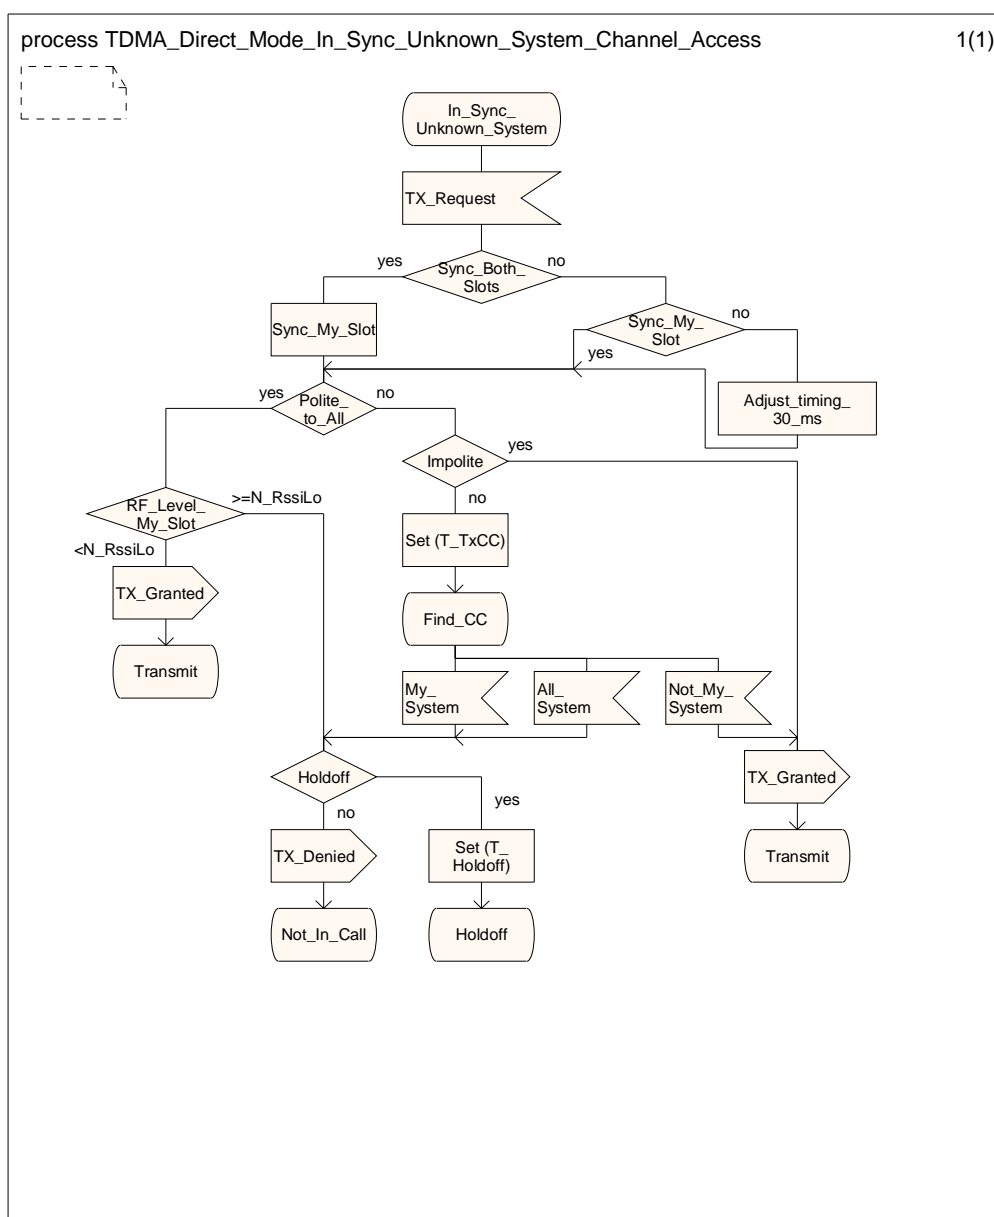 process TDMA_Direct_Mode_In_Sync_Unknown_System_Channel_Access 1(1)
In_Sync_
Unknown_System
TX_Request
yes
Sync_Both_
Slots
no
Sync_My_Slot
Sync_My_
Slot
no
yes
yes
Polite_
to_All
no
Adjust_timing_
30_ms
Impolite
yes
no
RF_Level_
My_Slot
>=N_RssiLo
<N_RssiLo
Set (T_TxCC)
TX_Granted
Find_CC
Transmit
My_
System
All_
System
Not_My_
System
Holdoff
TX_Granted
yes
no
TX_Denied
Set (T_
Holdoff)
Transmit
Not_In_Call
Holdoff